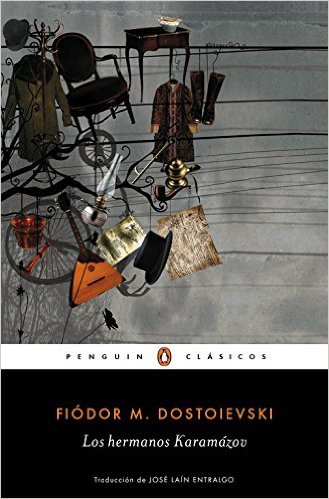 PENGUIN CLÁSICOS
FIÓDOR M. DOSTOIEVSKI
Los hermanos Karamázov
Traducción de JOSÉ LAÍN ENTRALGO